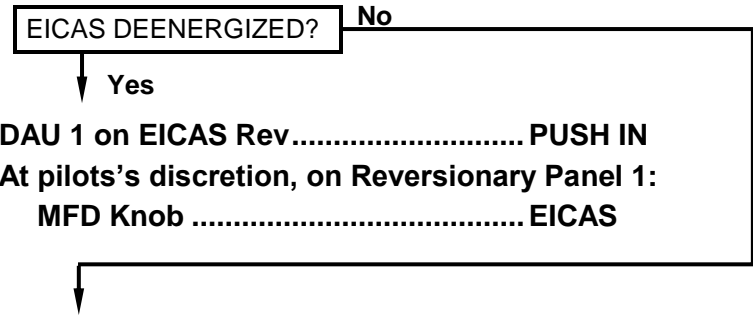 EICAS DEENERGIZED? No
Yes
DAU 1 on EICAS Rev............................ PUSH IN
At pilots's discretion, on Reversionary Panel 1:
MFD Knob ........................................ EICAS